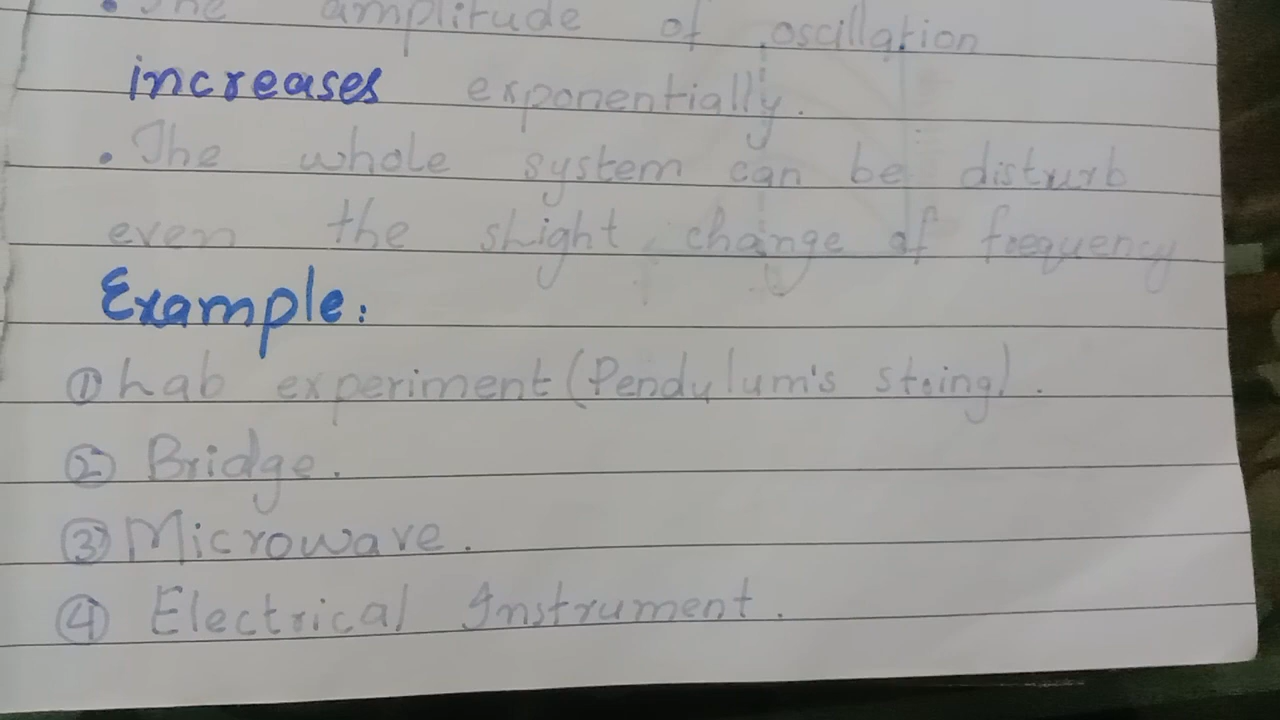 • The amplitude of oscillation
increases exponentially.
• The whole system can be disturb
even the slight change of frequency
Example:
① Lab experiment (Pendulum's string).
② Bridge.
③ Microwave.
④ Electrical Instrument.